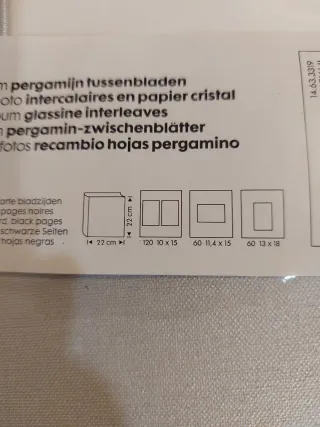 pergamijn tussenbladen
oto intercalaires en papier cristal
um glassine interleaves
pergamin-zwischenblätter
fotos recambio hojas pergamino
arte bladzijden
pages noires
rd, black pages
schwarze Seiten
hojas negras
22 cm
22 cm
120 10 x 15
60 11,4 x 15
60 13 x 18
14.63.3319